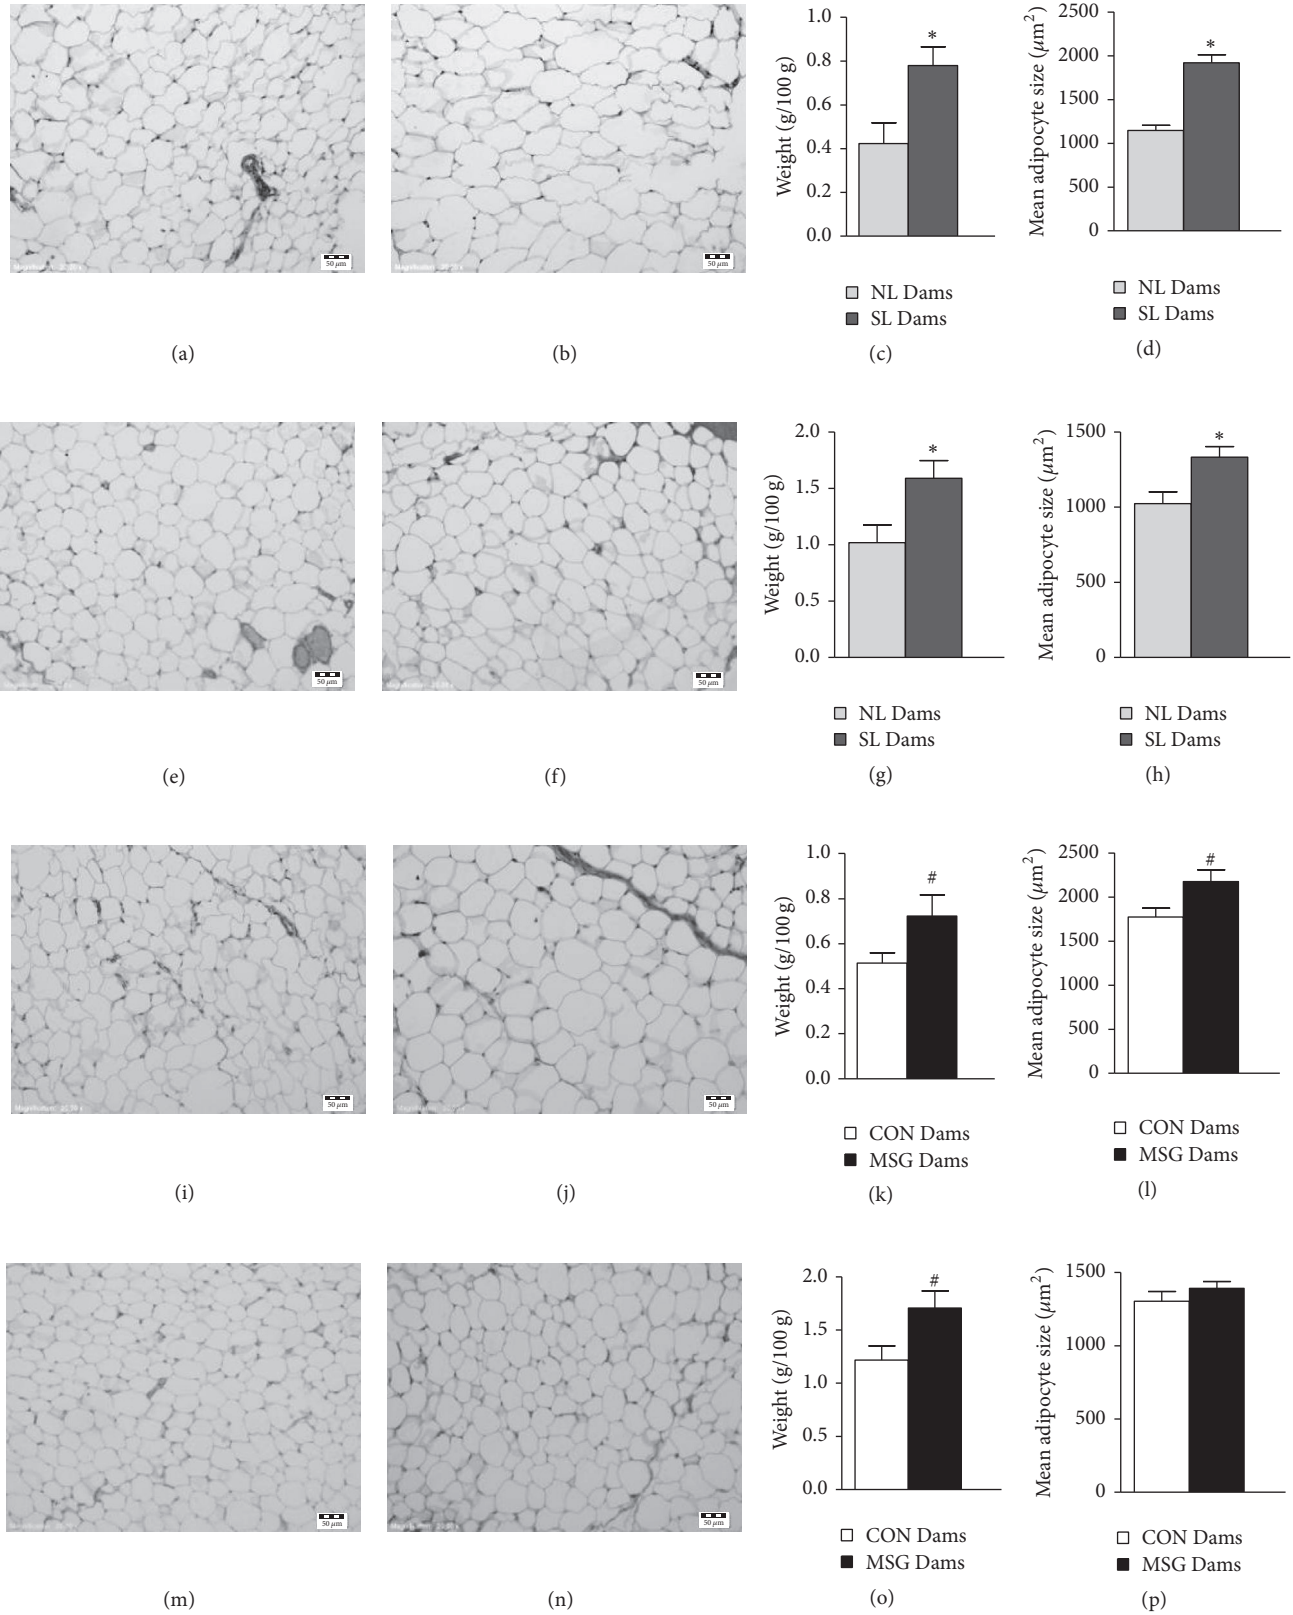 50 μm
Magnification: 20.00 x
50 μm
Weight (g/100 g)
1.0
0.8
0.6
0.4
0.2
0.0
*
NL Dams
SL Dams
Mean adipocyte size (μm²)
2500
2000
1500
1000
500
0
*
NL Dams
SL Dams
(a)
(b)
(c)
(d)
50 μm
50 μm
Weight (g/100 g)
2.0
1.5
1.0
0.5
0.0
*
NL Dams
SL Dams
Mean adipocyte size (μm²)
1500
1000
500
0
*
NL Dams
SL Dams
(e)
(f)
(g)
(h)
50 μm
50 μm
Weight (g/100 g)
1.0
0.8
0.6
0.4
0.2
0.0
#
CON Dams
MSG Dams
Mean adipocyte size (μm²)
2500
2000
1500
1000
500
0
#
CON Dams
MSG Dams
(i)
(j)
(k)
(l)
50 μm
50 μm
Weight (g/100 g)
2.0
1.5
1.0
0.5
0.0
#
CON Dams
MSG Dams
Mean adipocyte size (μm²)
1500
1000
500
0
CON Dams
MSG Dams
(m)
(n)
(o)
(p)